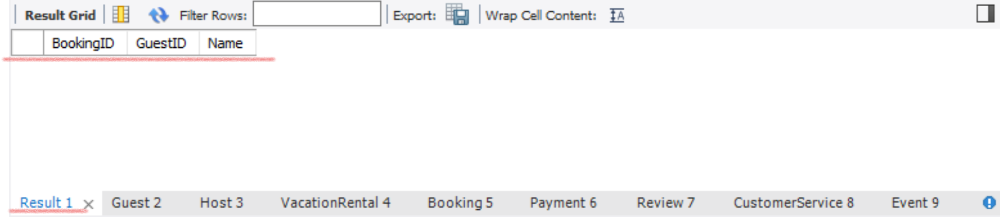 Result Grid Filter Rows: Export: Wrap Cell Content: IA
BookingID GuestID Name
Result 1 × Guest 2 Host 3 VacationRental 4 Booking 5 Payment 6 Review 7 CustomerService 8 Event 9